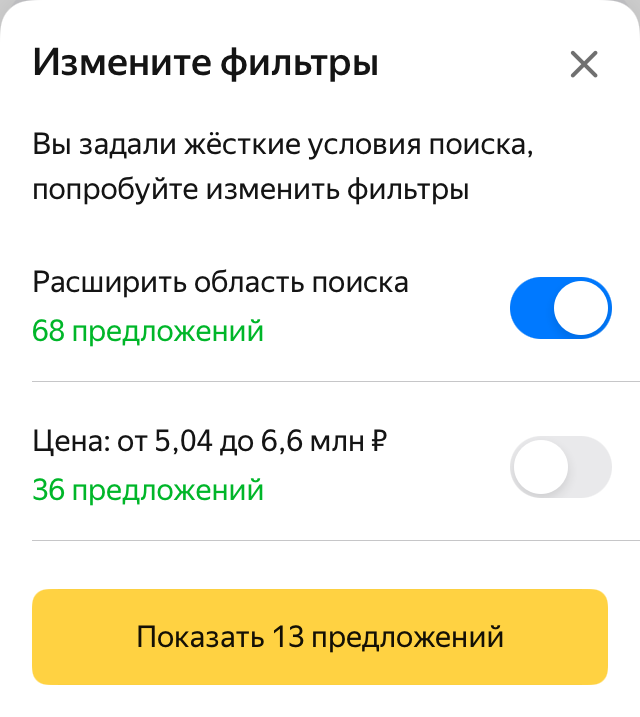 Измените фильтры
Вы задали жёсткие условия поиска,
попробуйте изменить фильтры
Расширить область поиска
68 предложений
Цена: от 5,04 до 6,6 млн ₽
36 предложений
Показать 13 предложений